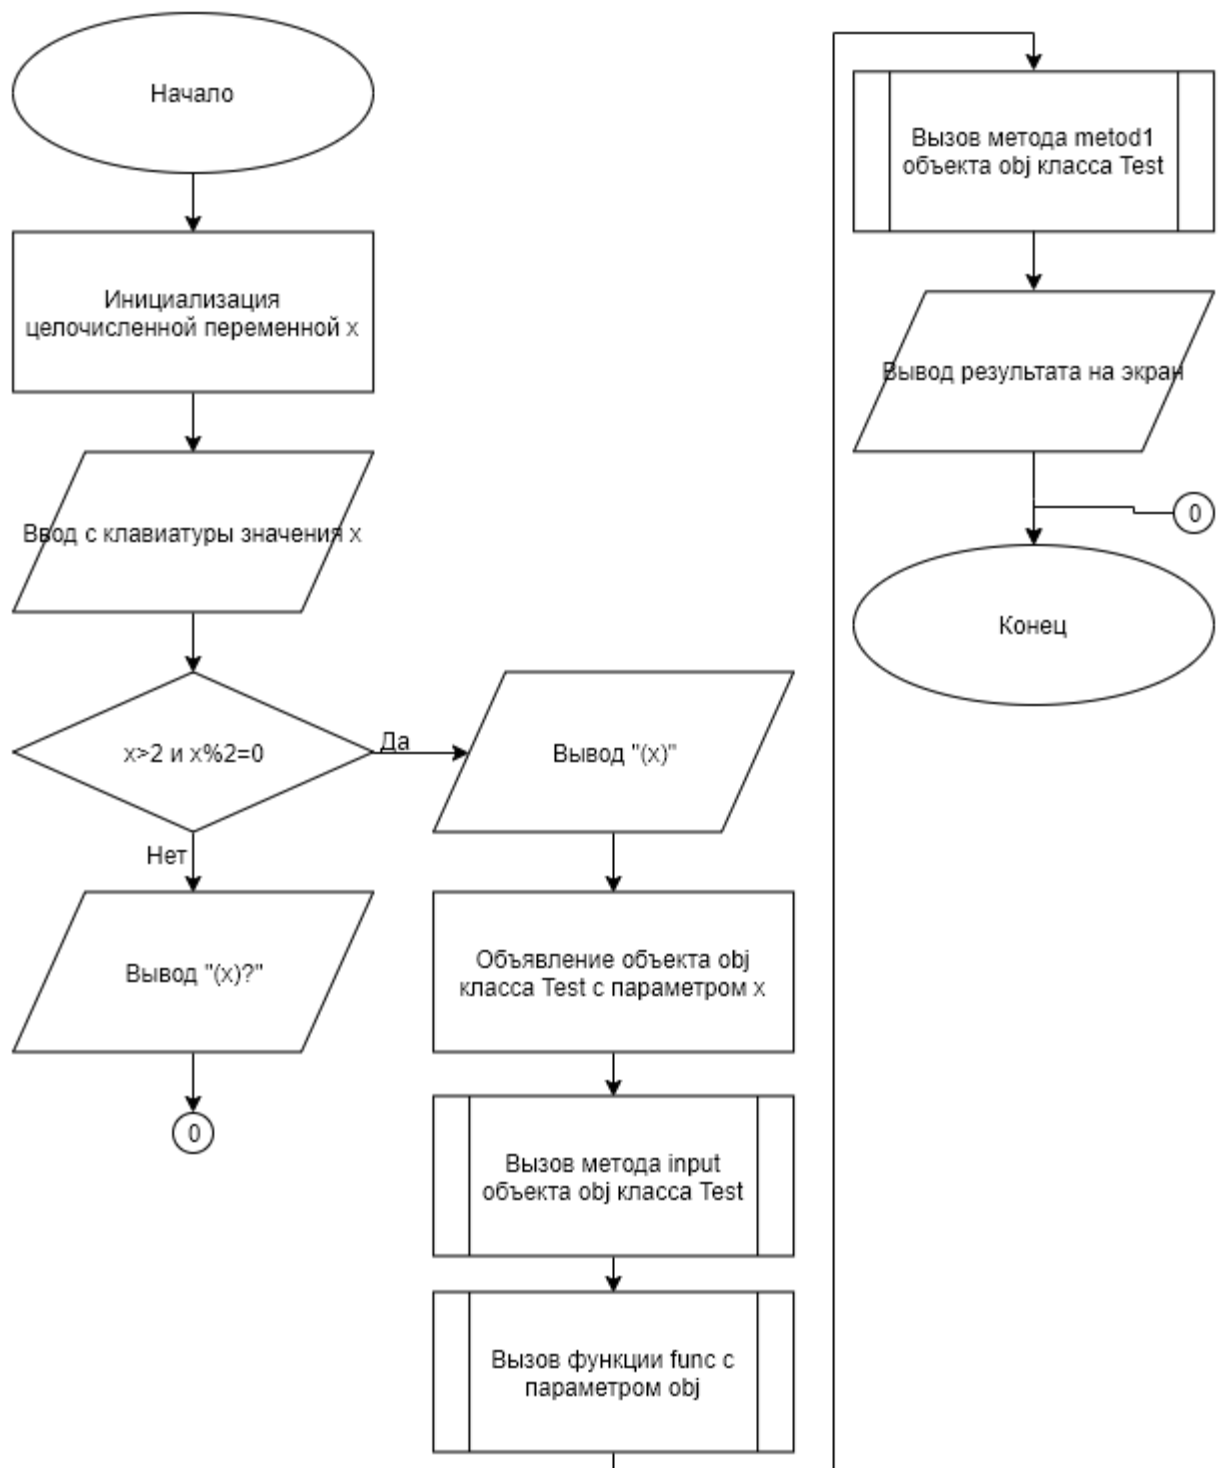 Начало
Инициализация
целочисленной переменной x
Ввод с клавиатуры значения x
x>2 и x%2=0
Да
Нет
Вывод "(x)?"
0
Вывод "(x)"
Объявление объекта obj
класса Test с параметром x
Вызов метода input
объекта obj класса Test
Вызов функции func с
параметром obj
Вызов метода metod1
объекта obj класса Test
Вывод результата на экран
0
Конец